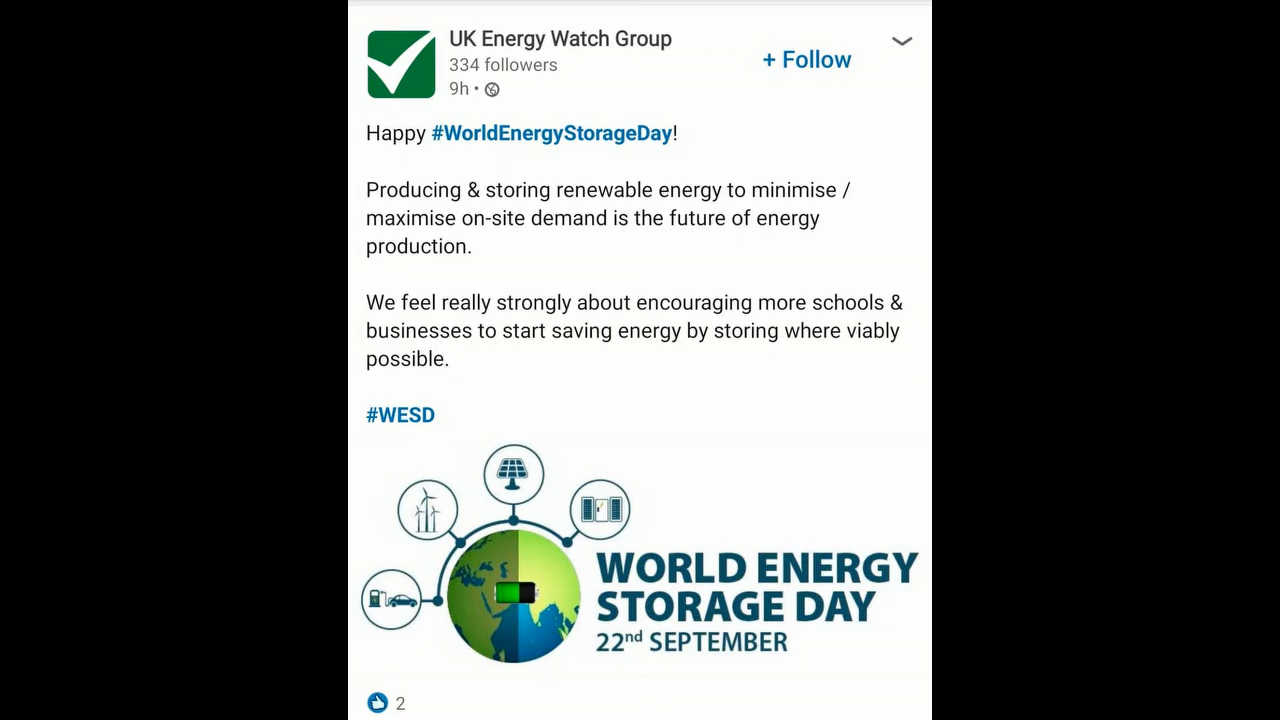 UK Energy Watch Group
+ Follow
334 followers
9h •
Happy #WorldEnergyStorageDay!
Producing & storing renewable energy to minimise /
maximise on-site demand is the future of energy
production.
We feel really strongly about encouraging more schools &
businesses to start saving energy by storing where viably
possible.
#WESD
WORLD ENERGY
STORAGE DAY
22nd SEPTEMBER
2